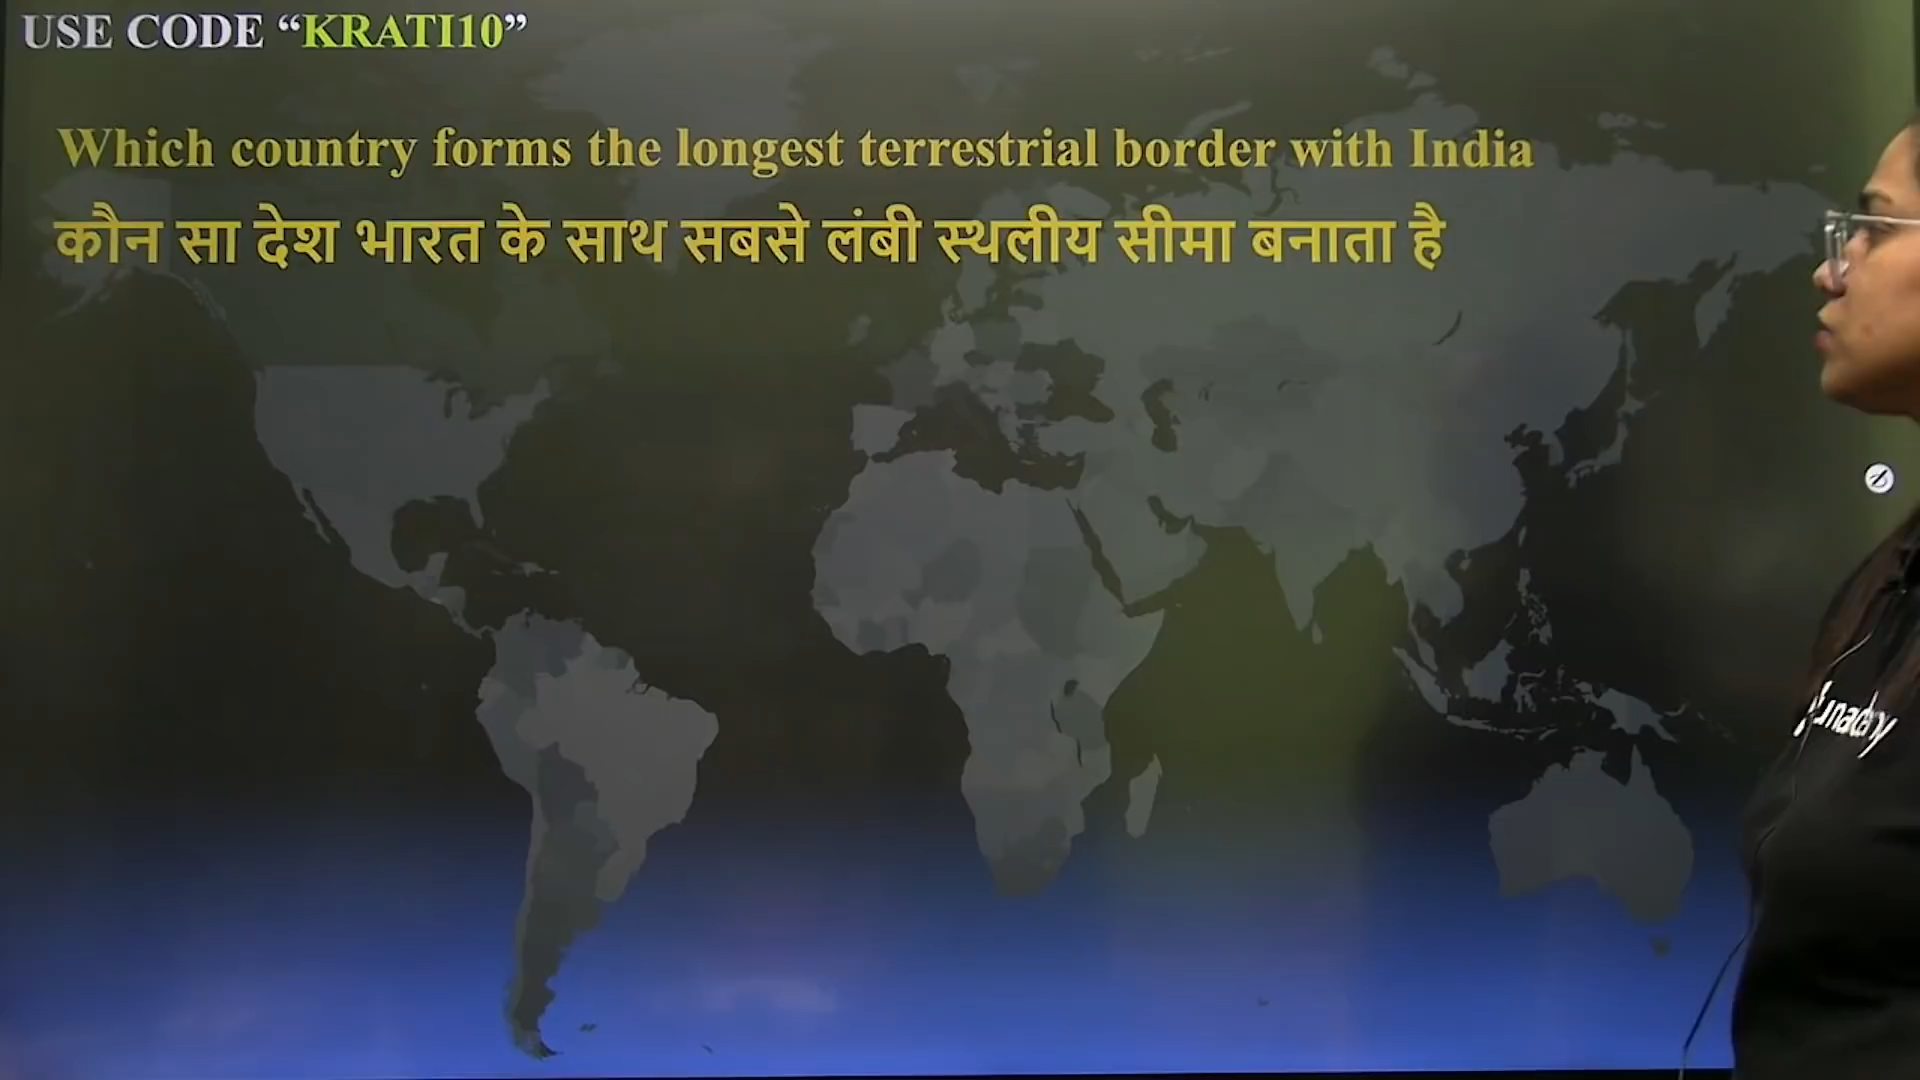 USE CODE “KRATI10”
Which country forms the longest terrestrial border with India
कौन सा देश भारत के साथ सबसे लंबी स्थलीय सीमा बनाता है